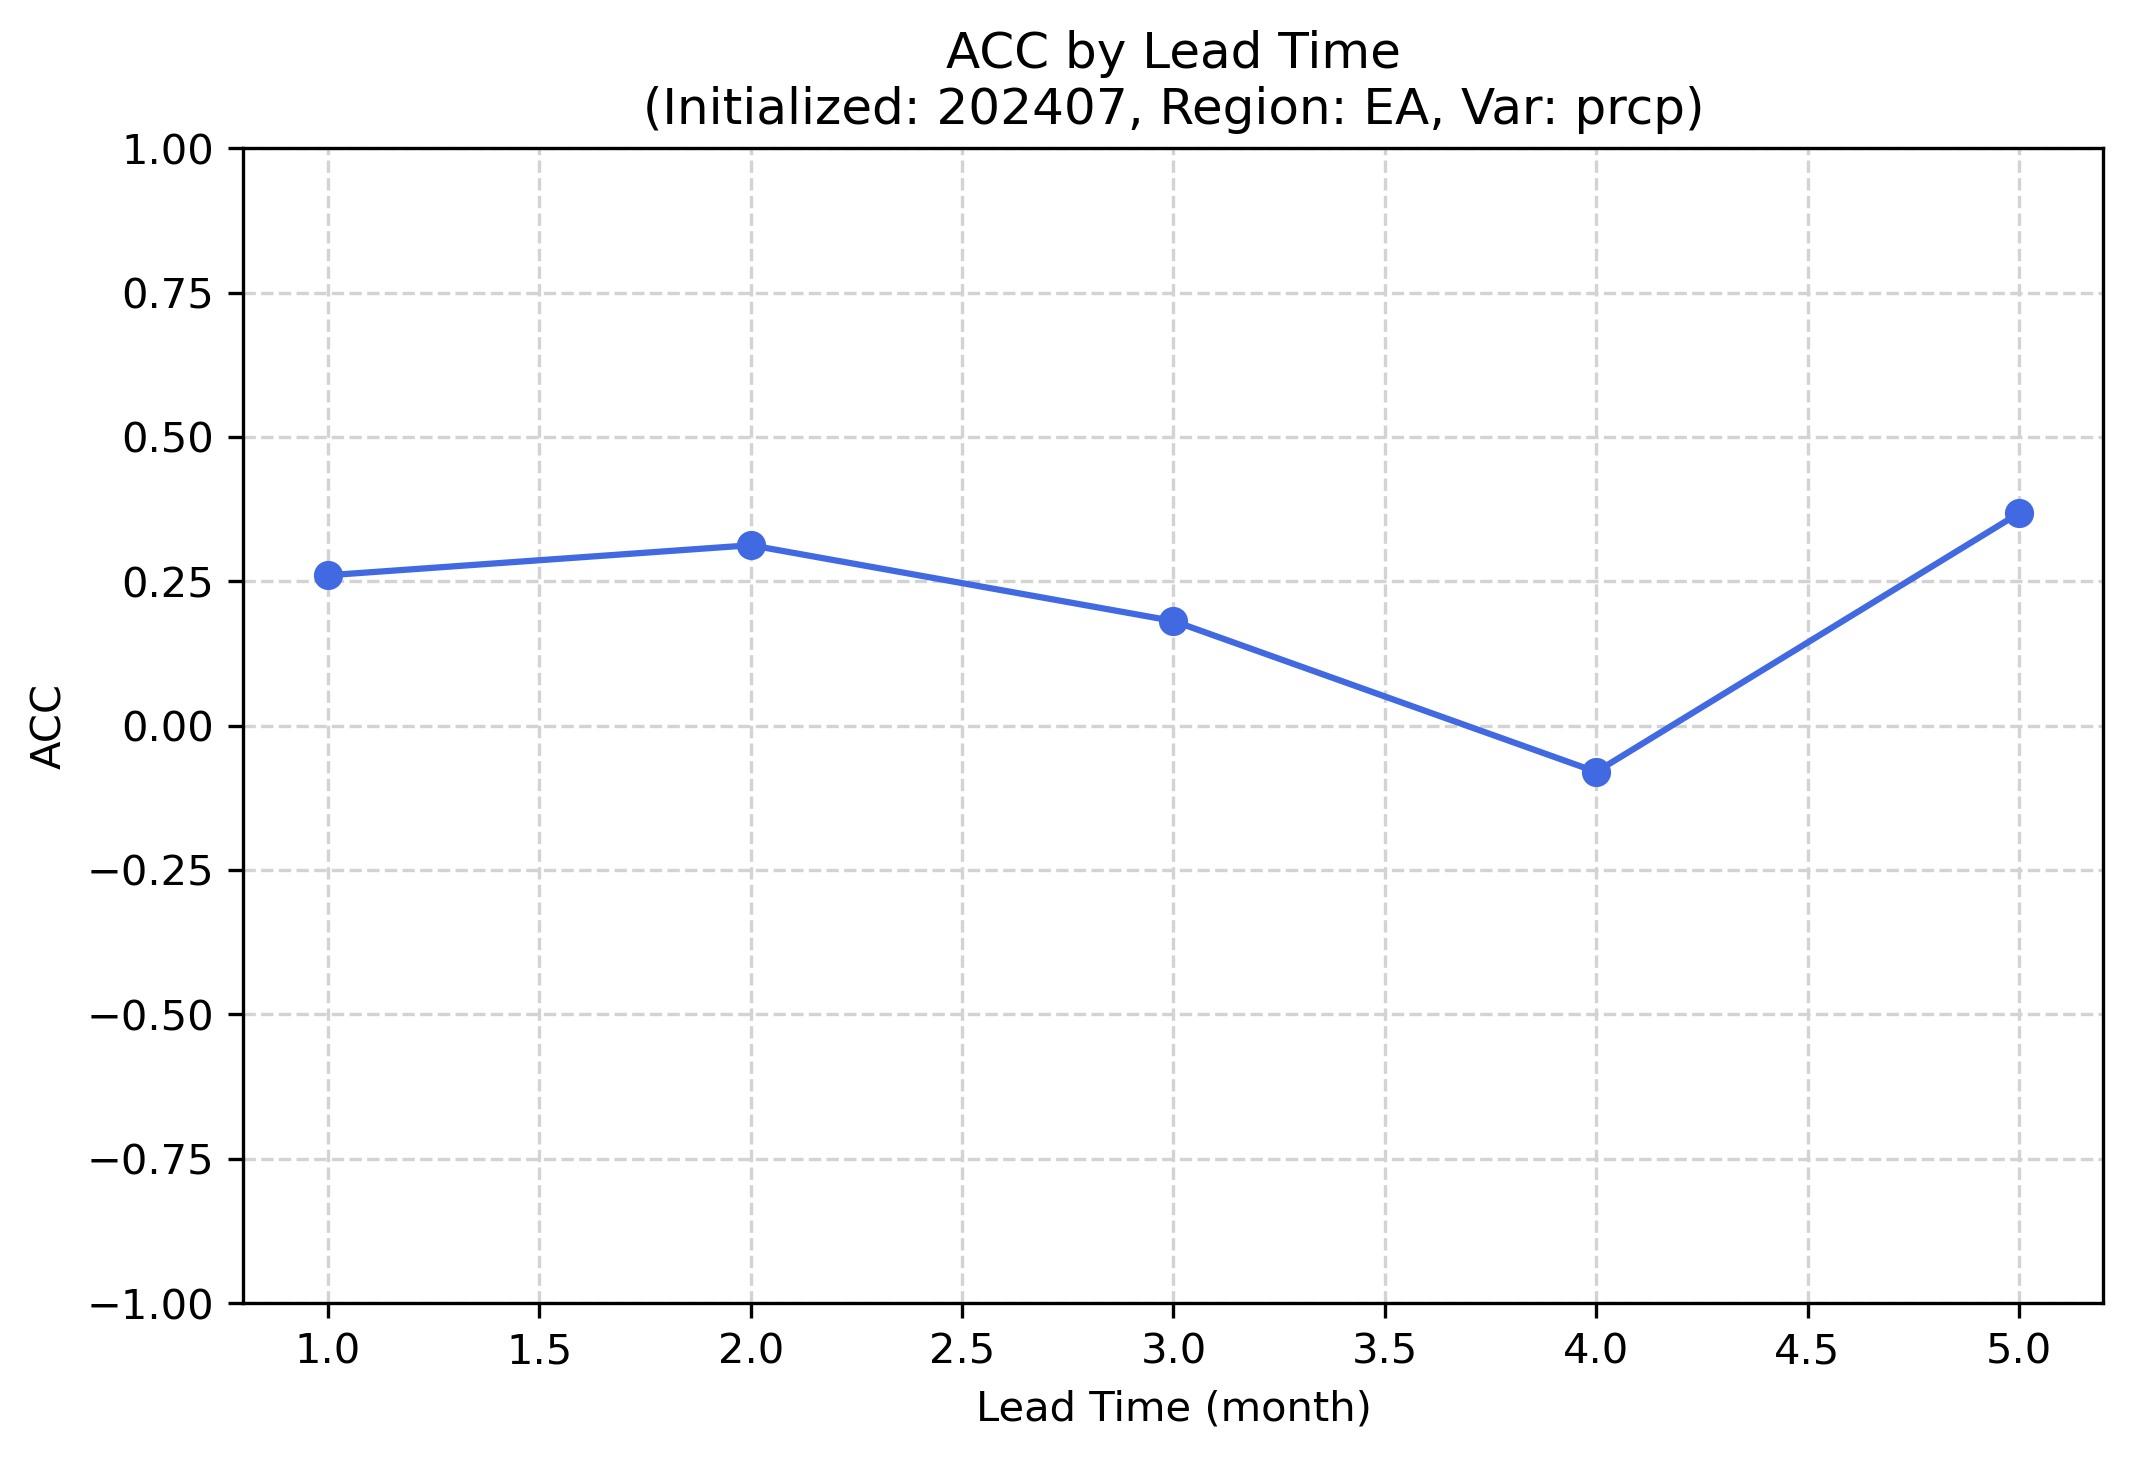 ACC by Lead Time
(Initialized: 202407, Region: EA, Var: prcp)
1.00
0.75
0.50
0.25
0.00
−0.25
−0.50
−0.75
−1.00
ACC
1.0 1.5 2.0 2.5 3.0 3.5 4.0 4.5 5.0
Lead Time (month)